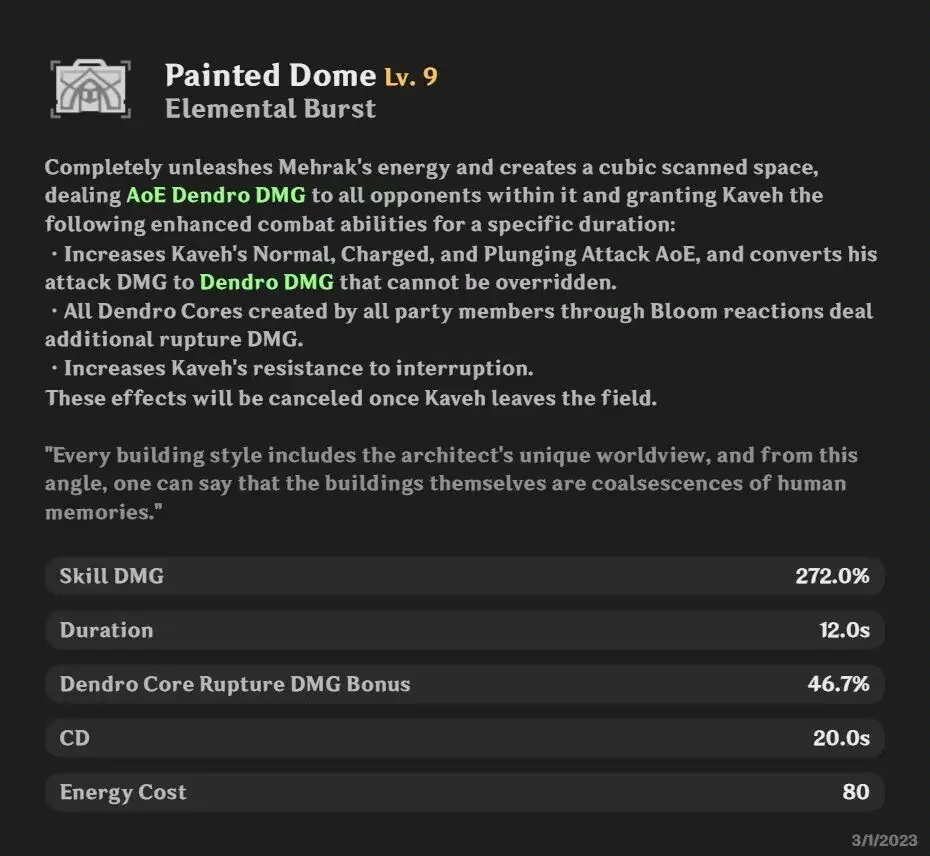 Painted Dome Lv. 9
Elemental Burst
Completely unleashes Mehrak's energy and creates a cubic scanned space,
dealing AoE Dendro DMG to all opponents within it and granting Kaveh the
following enhanced combat abilities for a specific duration:
· Increases Kaveh's Normal, Charged, and Plunging Attack AoE, and converts his
attack DMG to Dendro DMG that cannot be overridden.
· All Dendro Cores created by all party members through Bloom reactions deal
additional rupture DMG.
· Increases Kaveh's resistance to interruption.
These effects will be canceled once Kaveh leaves the field.
"Every building style includes the architect's unique worldview, and from this
angle, one can say that the buildings themselves are coalsescences of human
memories."
Skill DMG 272.0%
Duration 12.0s
Dendro Core Rupture DMG Bonus 46.7%
CD 20.0s
Energy Cost 80
3/1/2023